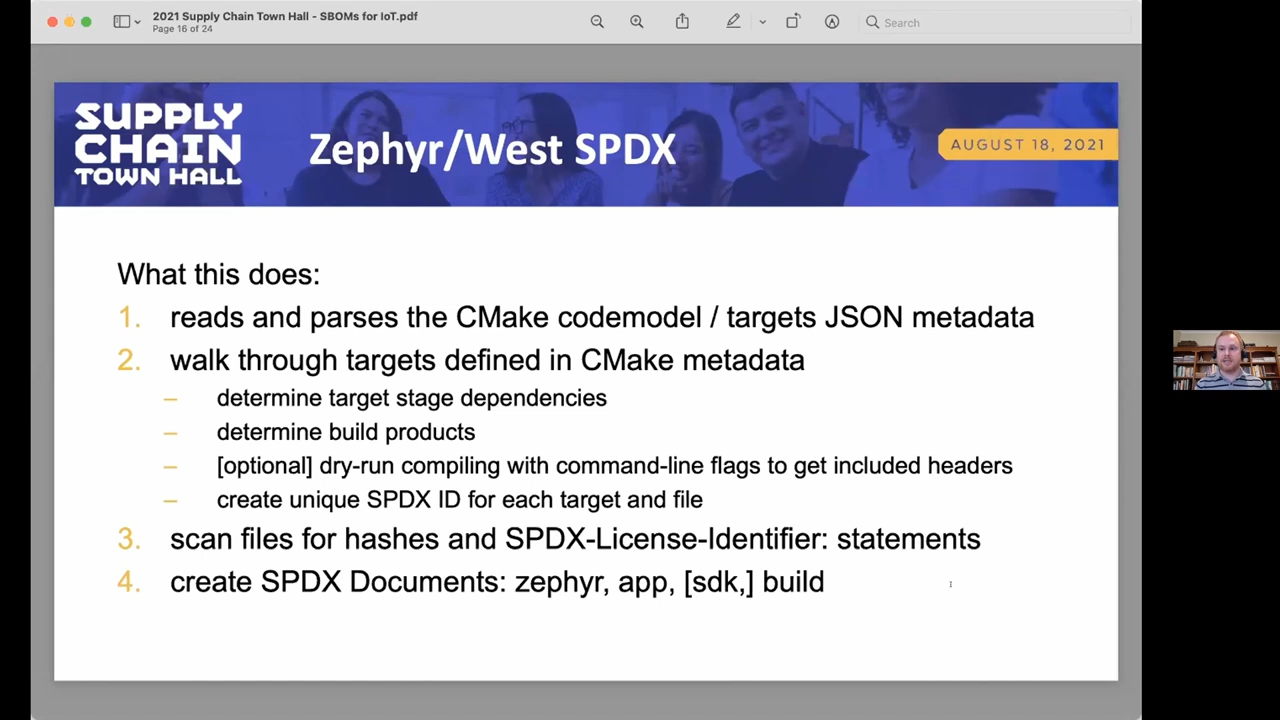 2021 Supply Chain Town Hall - SBOMs for IoT.pdf
Page 16 of 24
Search
SUPPLY
CHAIN
TOWN HALL
Zephyr/West SPDX
AUGUST 18, 2021
What this does:
1. reads and parses the CMake codemodel / targets JSON metadata
2. walk through targets defined in CMake metadata
– determine target stage dependencies
– determine build products
– [optional] dry-run compiling with command-line flags to get included headers
– create unique SPDX ID for each target and file
3. scan files for hashes and SPDX-License-Identifier: statements
4. create SPDX Documents: zephyr, app, [sdk,] build